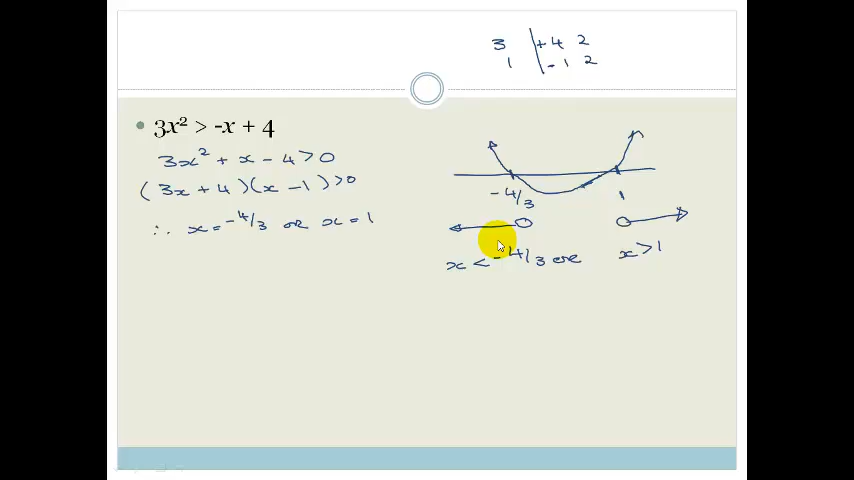 3 | +4 2
1 | -1 2
3x² > -x + 4
3x² + x - 4 > 0
(3x + 4)(x - 1) > 0
∴ x = -4/3 or x = 1
-4/3 1
x < -4/3 or x > 1